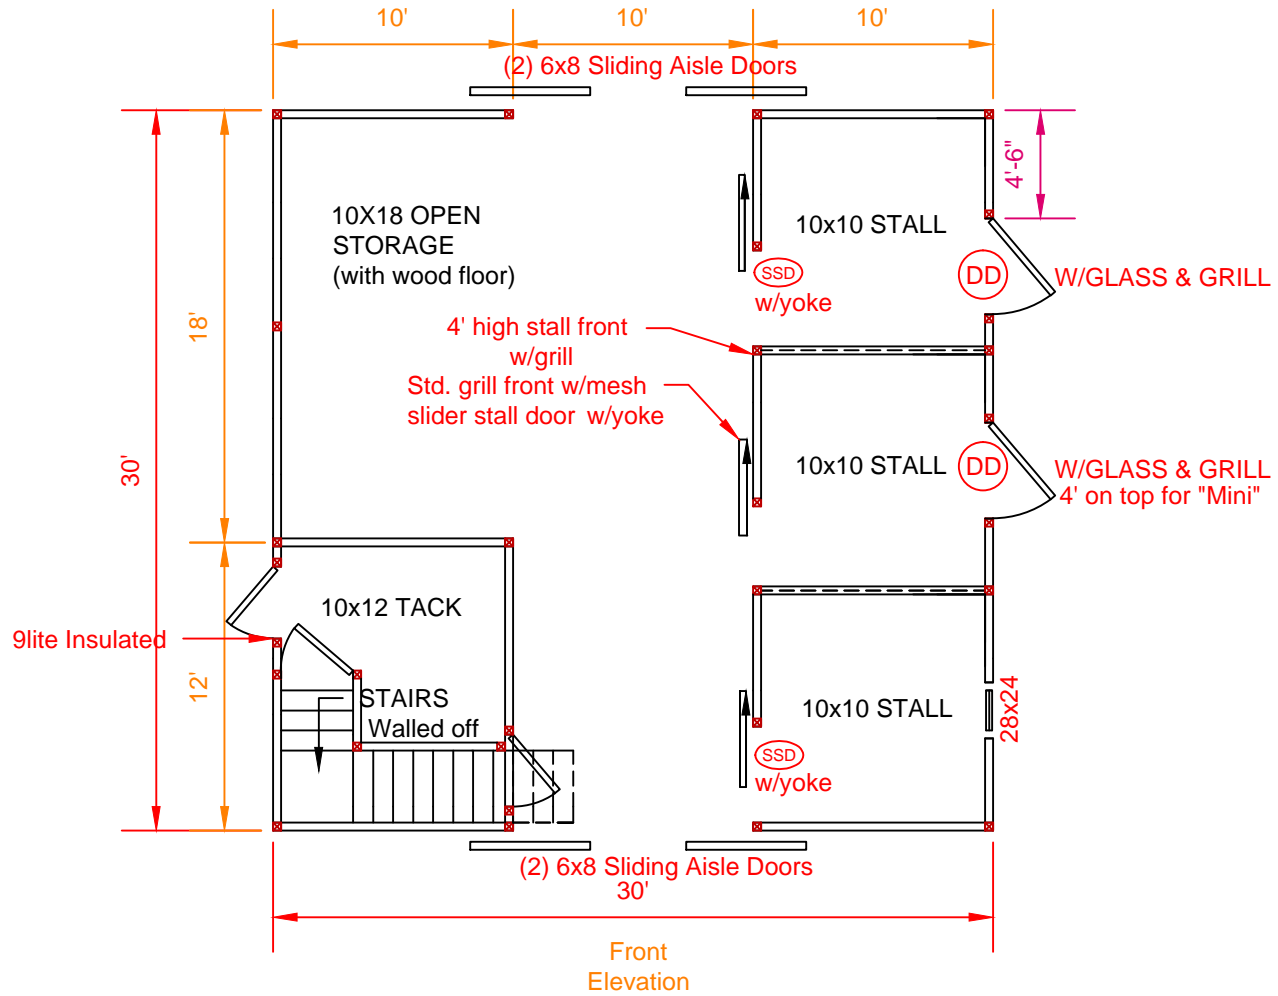 10'
10'
10'
(2) 6x8 Sliding Aisle Doors
4'-6"
10X18 OPEN
STORAGE
(with wood floor)
10x10 STALL
SSD
w/yoke
DD
W/GLASS & GRILL
18'
4' high stall front
w/grill
Std. grill front w/mesh
slider stall door w/yoke
10x10 STALL
DD
W/GLASS & GRILL
4' on top for "Mini"
30'
10x12 TACK
9lite Insulated
12'
STAIRS
Walled off
10x10 STALL
28x24
SSD
w/yoke
(2) 6x8 Sliding Aisle Doors
30'
Front
Elevation